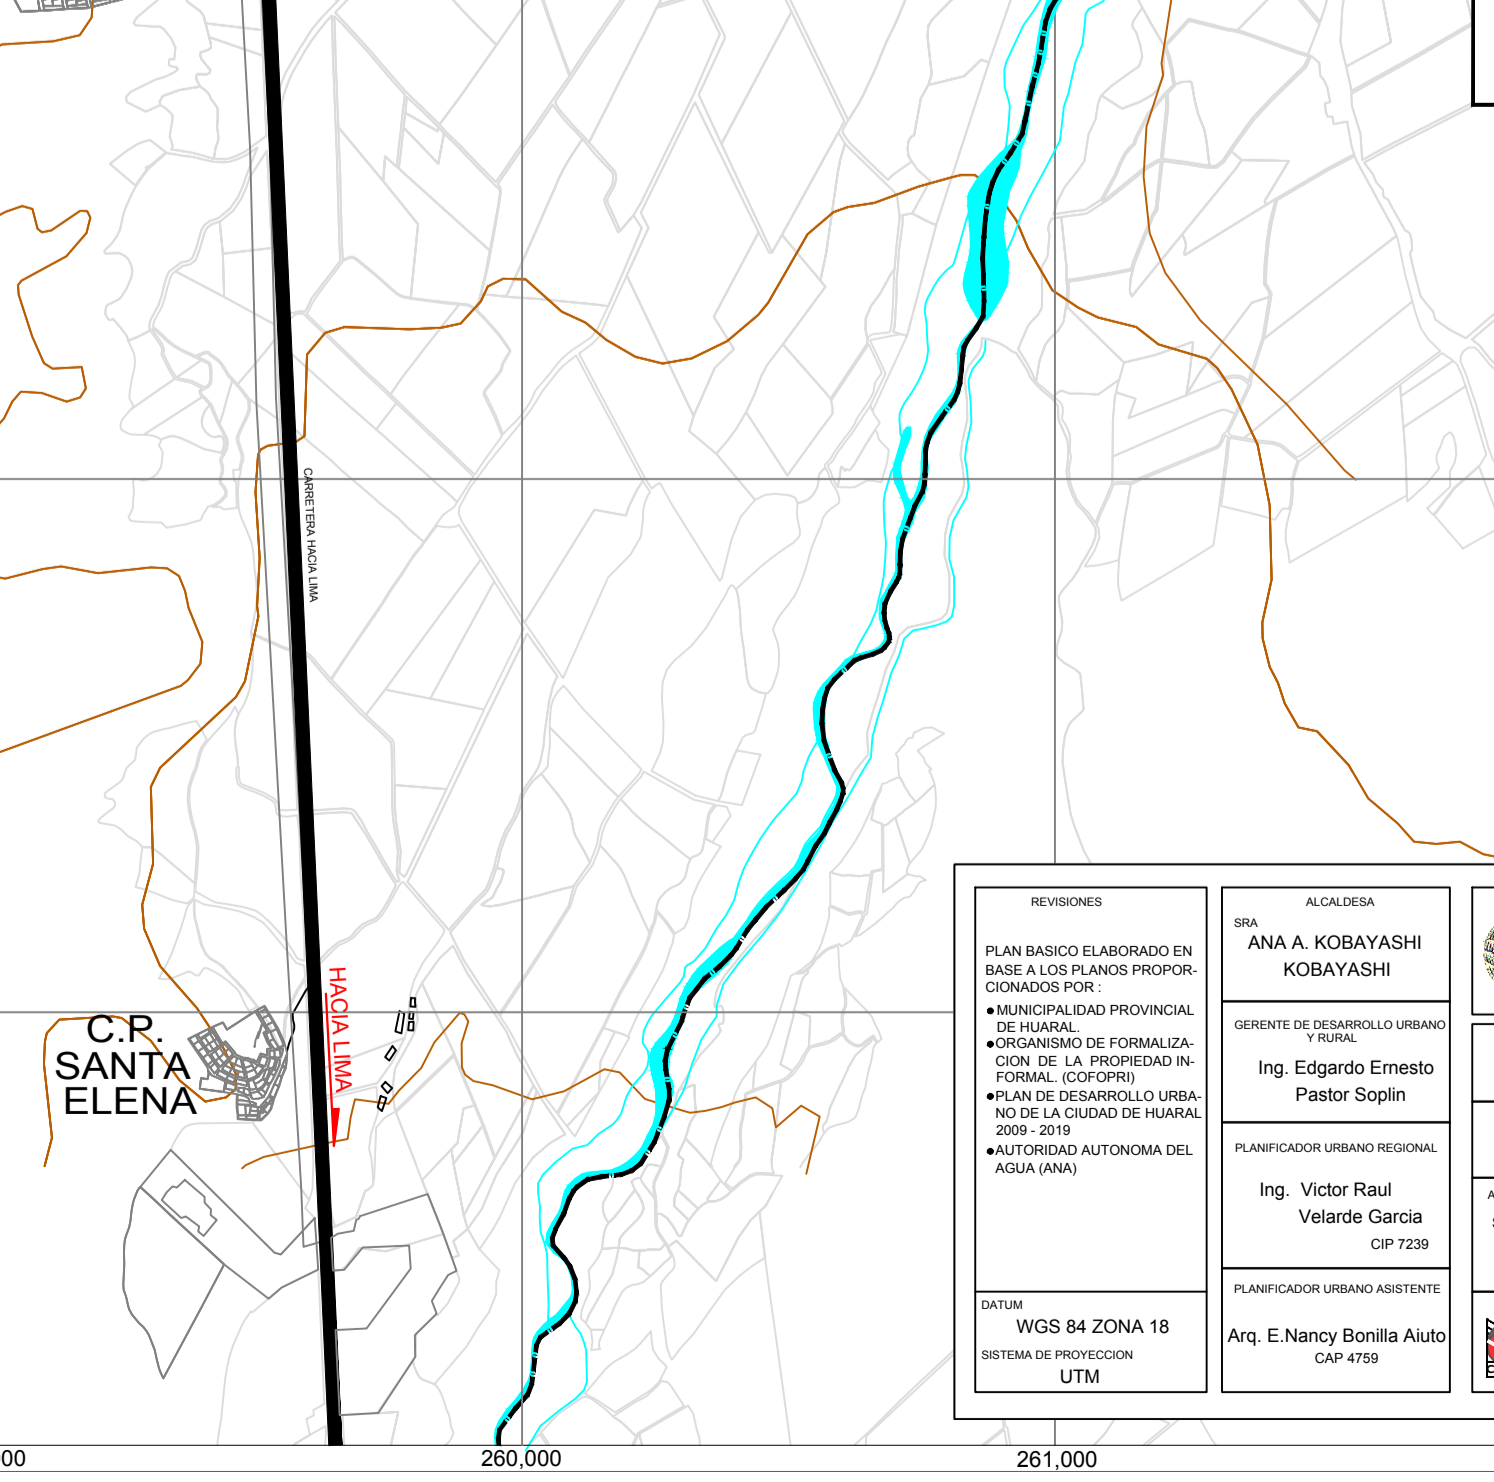 CARRETERA HACIA LIMA
HACIA LIMA
C.P.
SANTA
ELENA
REVISIONES
PLAN BASICO ELABORADO EN
BASE A LOS PLANOS PROPOR-
CIONADOS POR :
● MUNICIPALIDAD PROVINCIAL
DE HUARAL.
● ORGANISMO DE FORMALIZA-
CION DE LA PROPIEDAD IN-
FORMAL. (COFOPRI)
● PLAN DE DESARROLLO URBA-
NO DE LA CIUDAD DE HUARAL
2009 - 2019
● AUTORIDAD AUTONOMA DEL
AGUA (ANA)
DATUM
WGS 84 ZONA 18
SISTEMA DE PROYECCION
UTM
ALCALDESA
SRA
ANA A. KOBAYASHI
KOBAYASHI
GERENTE DE DESARROLLO URBANO
Y RURAL
Ing. Edgardo Ernesto
Pastor Soplin
PLANIFICADOR URBANO REGIONAL
Ing. Victor Raul
Velarde Garcia
CIP 7239
PLANIFICADOR URBANO ASISTENTE
Arq. E.Nancy Bonilla Aiuto
CAP 4759
260,000
261,000